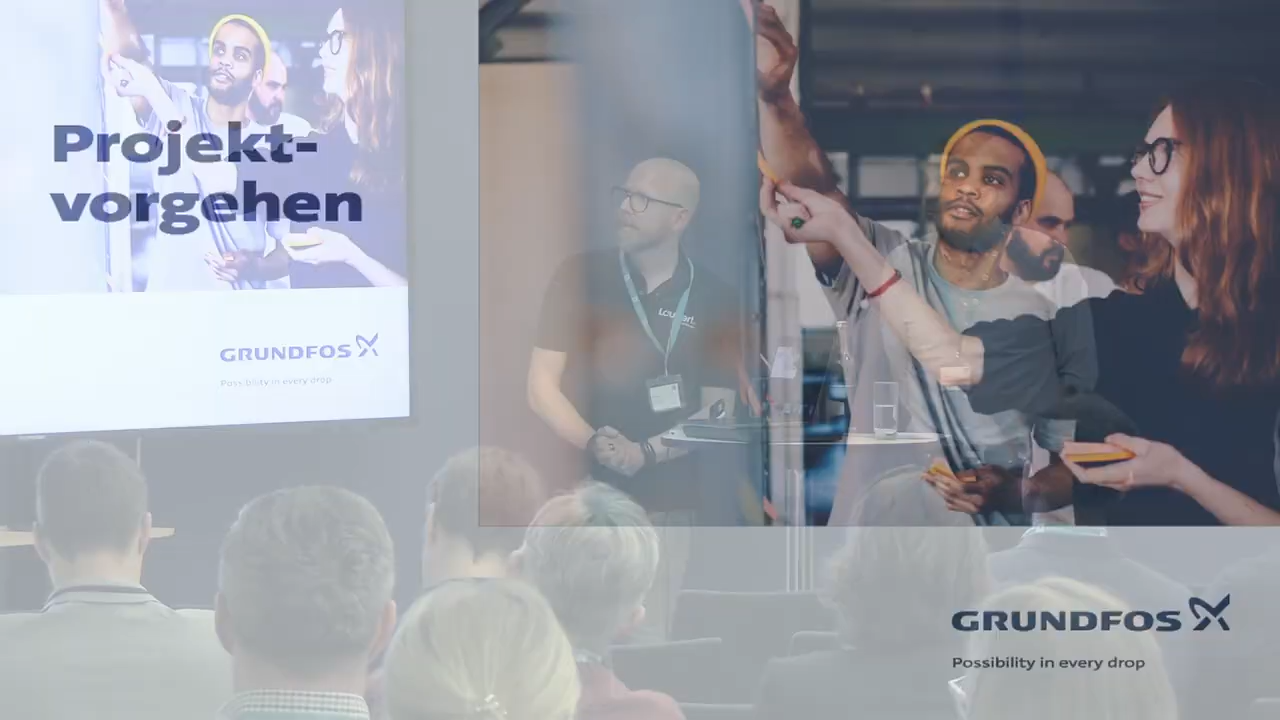 Projekt-
vorgehen
GRUNDFOS
Possibility in every drop
GRUNDFOS
Possibility in every drop